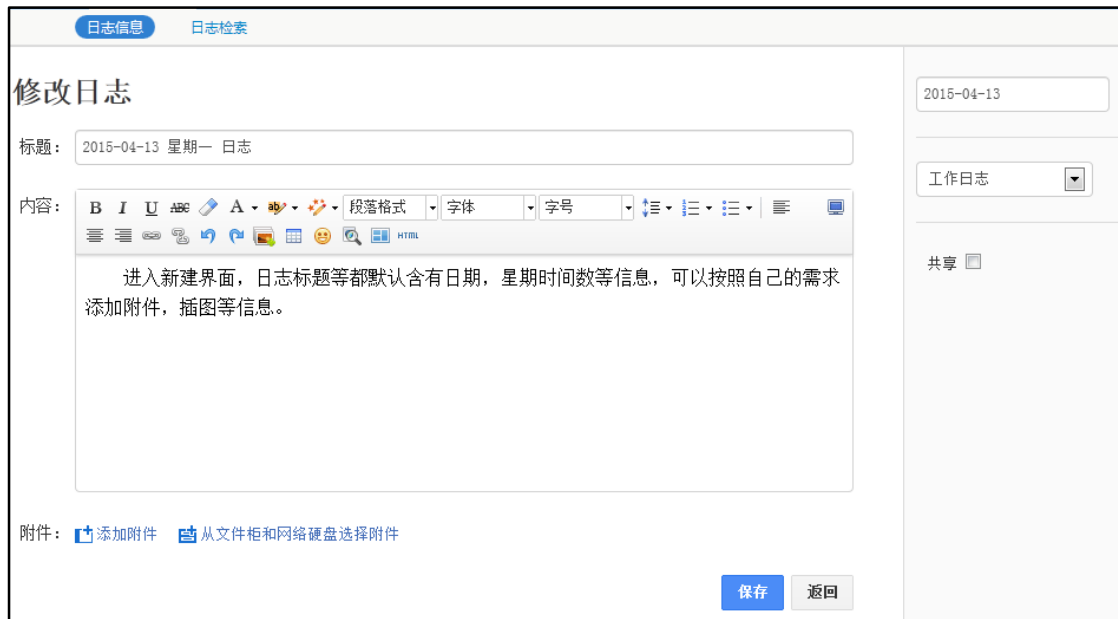 日志信息 日志检索
修改日志
2015-04-13
标题： 2015-04-13 星期一 日志
工作日志
内容： B I U ABC A ab 段落格式 字体 字号
HTML
共享
进入新建界面，日志标题等都默认含有日期，星期时间数等信息，可以按照自己的需求
添加附件，插图等信息。
附件： 添加附件 从文件柜和网络硬盘选择附件
保存 返回